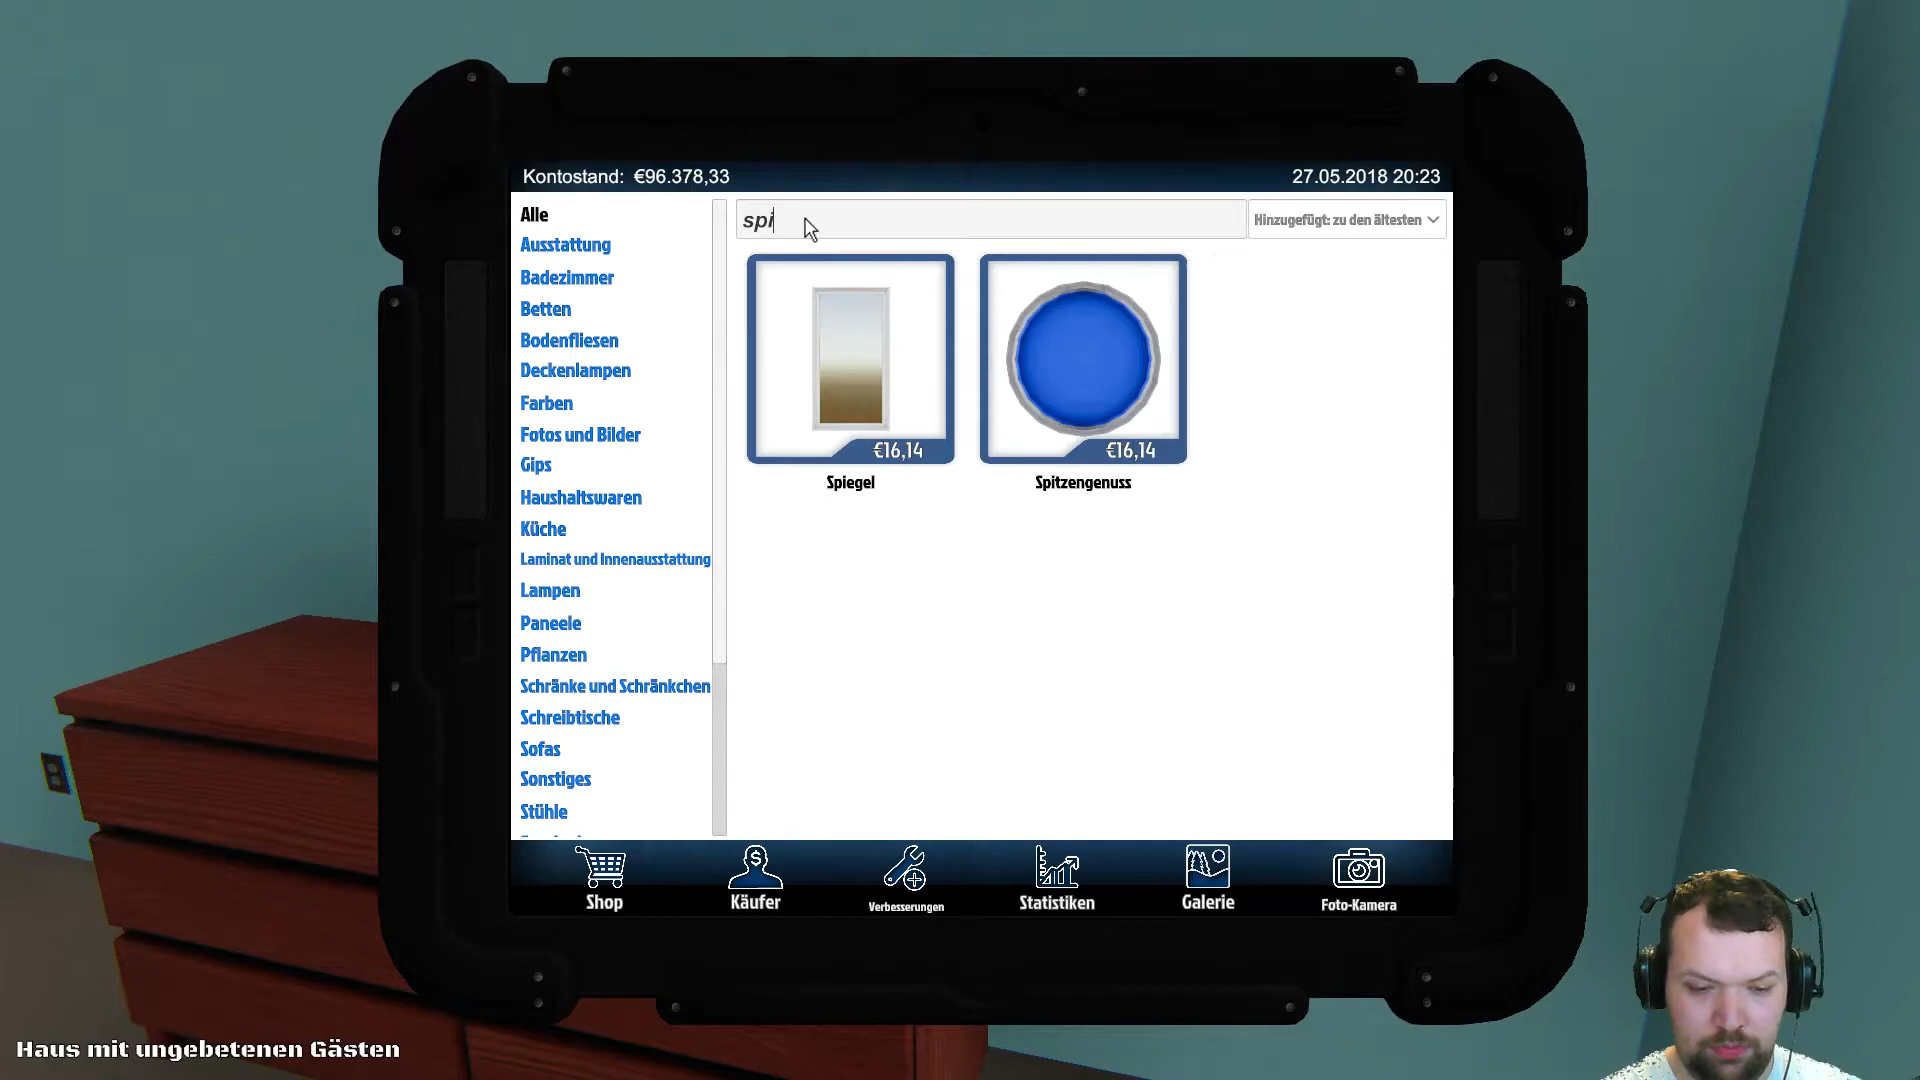 Kontostand: €96.378,33
27.05.2018 20:23
Alle
Ausstattung
Badezimmer
Betten
Bodenfliesen
Deckenlampen
Farben
Fotos und Bilder
Gips
Haushaltswaren
Küche
Laminat und Innenausstattung
Lampen
Paneele
Pflanzen
Schränke und Schränkchen
Schreibtische
Sofas
Sonstiges
Stühle
spi
Hinzugefügt: zu den ältesten
€16,14
Spiegel
€16,14
Spitzengenuss
Shop
Käufer
Verbesserungen
Statistiken
Galerie
Foto-Kamera
Haus mit ungebetenen Gästen